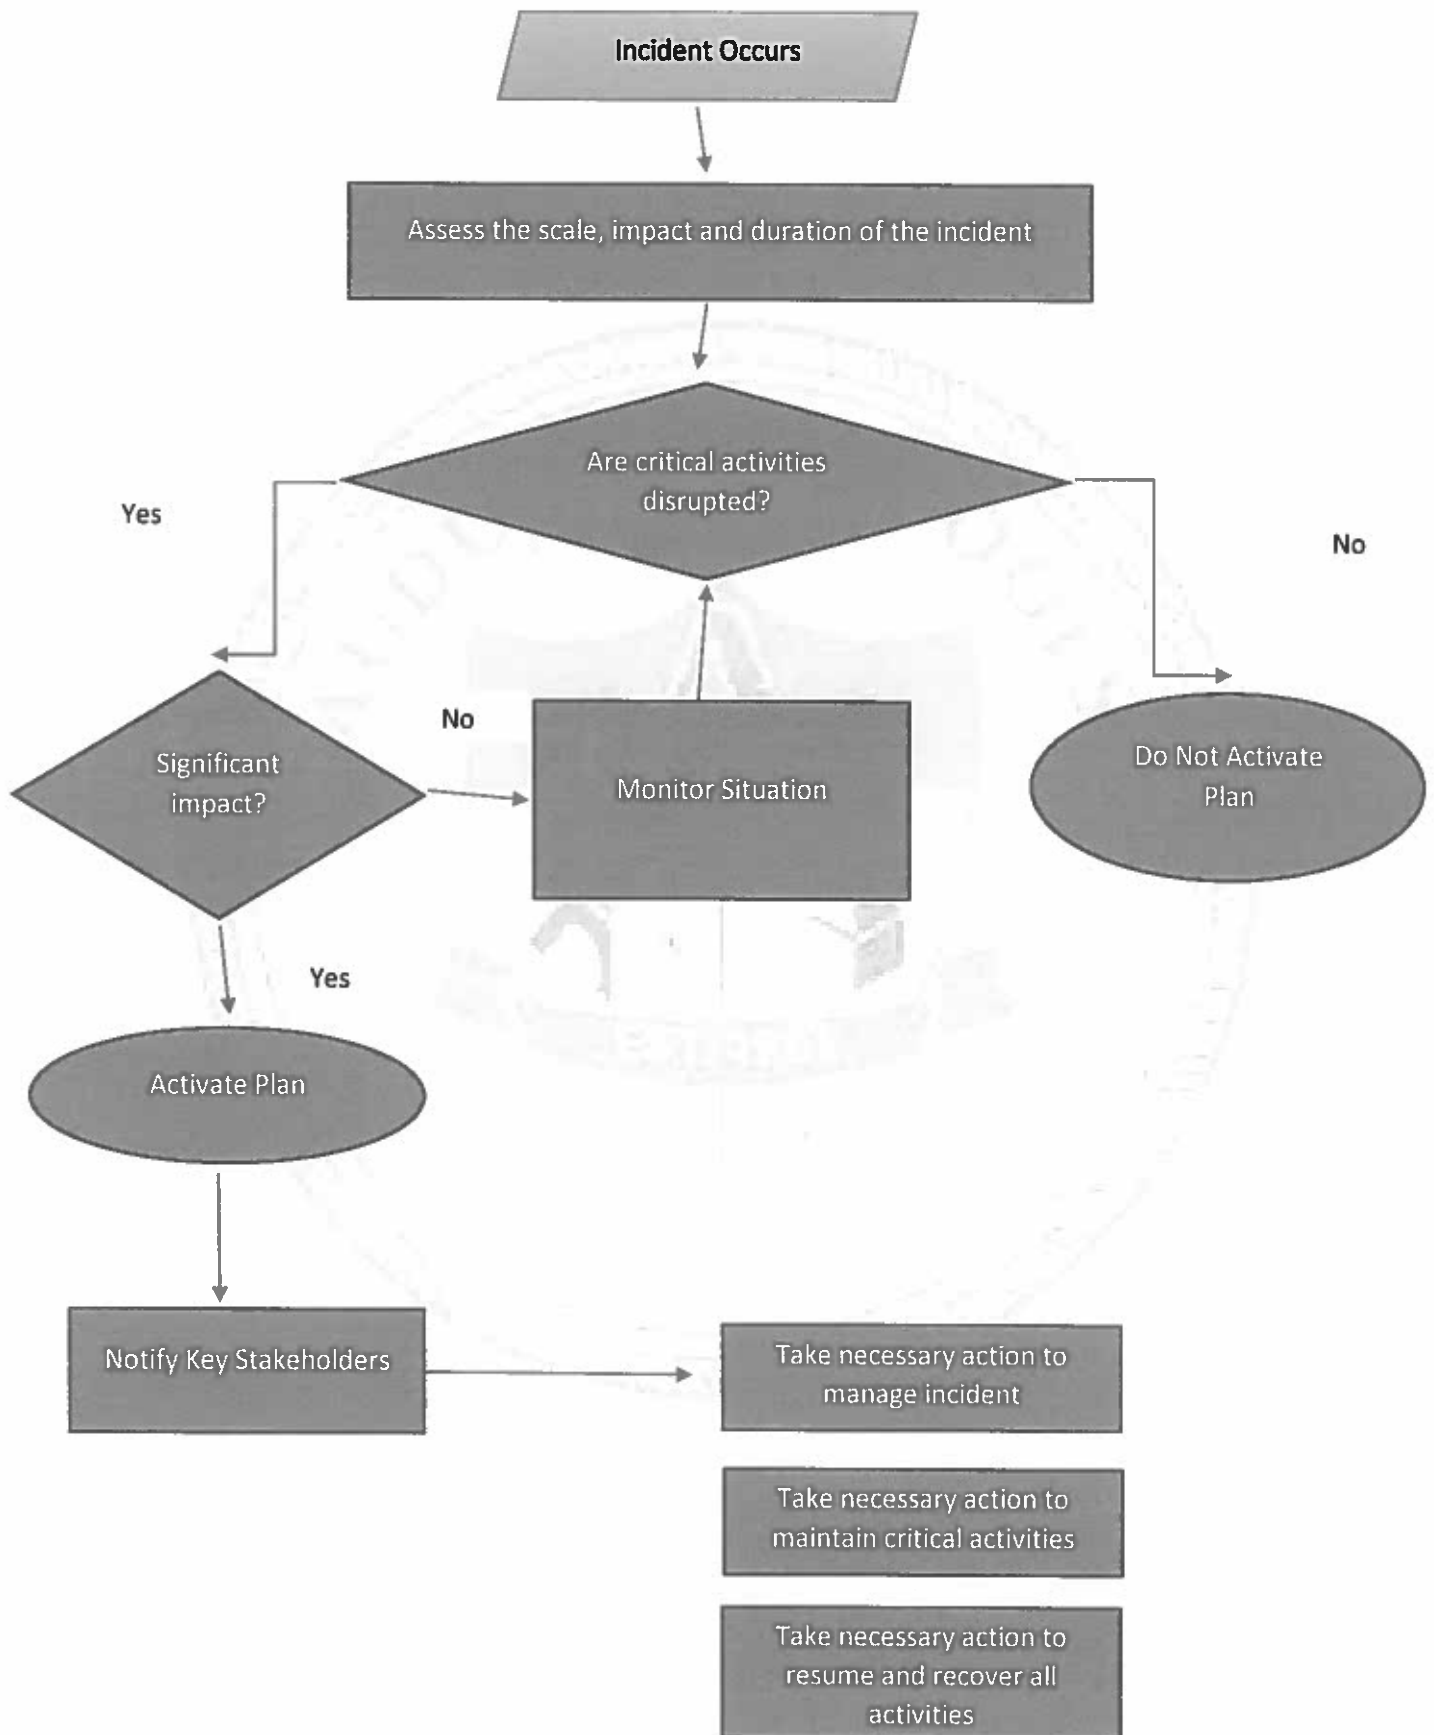 Incident Occurs
Assess the scale, impact and duration of the incident
Are critical activities
disrupted?
Yes
No
Significant
impact?
No
Monitor Situation
Do Not Activate
Plan
Yes
Activate Plan
Notify Key Stakeholders
Take necessary action to
manage incident
Take necessary action to
maintain critical activities
Take necessary action to
resume and recover all
activities